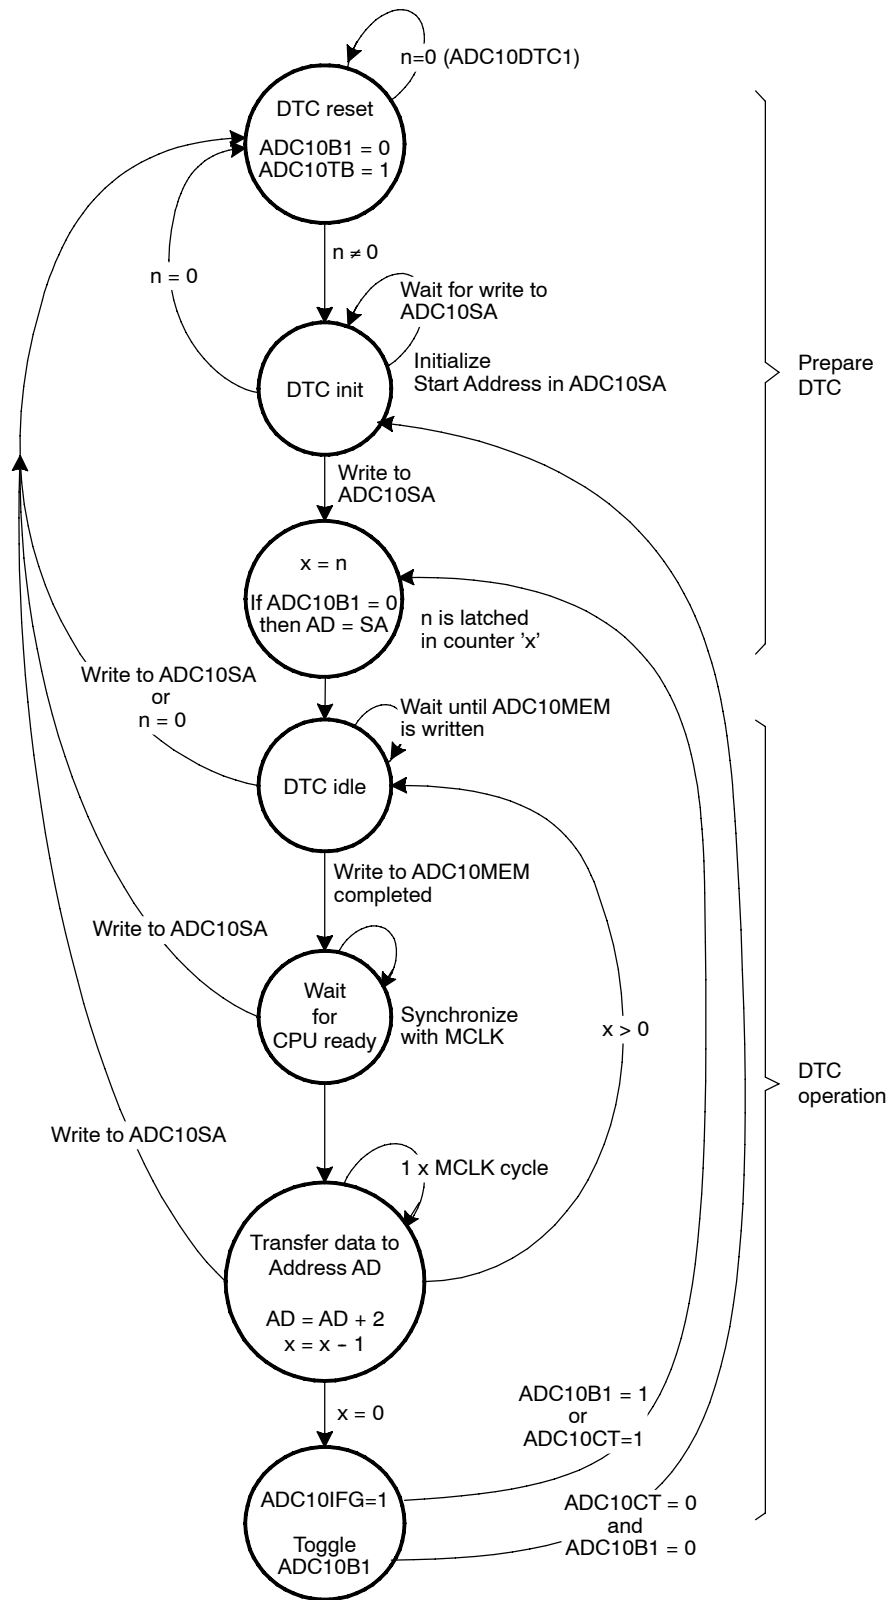 n=0 (ADC10DTC1)
DTC reset
ADC10B1 = 0
ADC10TB = 1
n ≠ 0
n = 0
Wait for write to
ADC10SA
Initialize
Start Address in ADC10SA
DTC init
Prepare
DTC
Write to
ADC10SA
x = n
If ADC10B1 = 0
then AD = SA
n is latched
in counter ’x’
Write to ADC10SA
or
n = 0
Wait until ADC10MEM
is written
DTC idle
Write to ADC10MEM
completed
Write to ADC10SA
Wait
for
CPU ready
Synchronize
with MCLK
x > 0
DTC
operation
Write to ADC10SA
1 x MCLK cycle
Transfer data to
Address AD
AD = AD + 2
x = x - 1
x = 0
ADC10B1 = 1
or
ADC10CT=1
ADC10IFG=1
Toggle
ADC10B1
ADC10CT = 0
and
ADC10B1 = 0